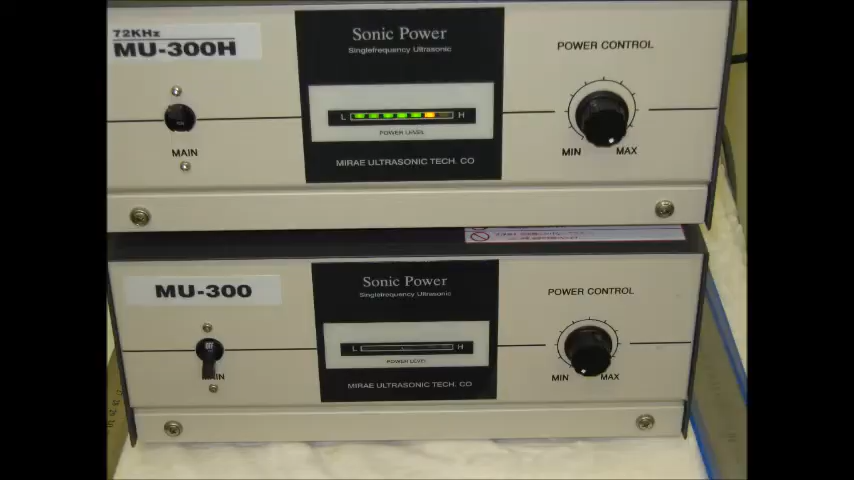 72KHz
MU-300H
Sonic Power
Singlefrequency Ultrasonic
POWER CONTROL
L H
POWER LEVEL
MAIN
MIN MAX
MIRAE ULTRASONIC TECH. CO
MU-300
Sonic Power
Singlefrequency Ultrasonic
POWER CONTROL
OFF
L H
POWER LEVEL
MIN MAX
MIRAE ULTRASONIC TECH. CO